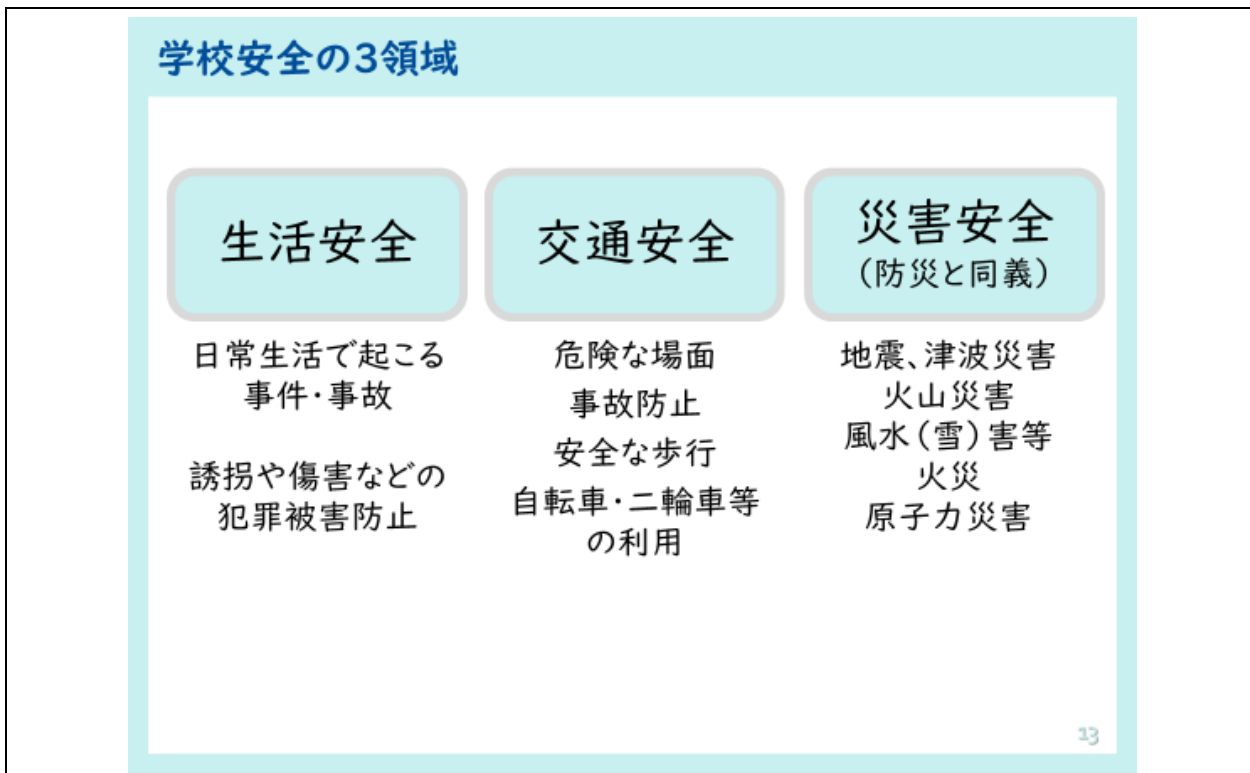 学校安全の3領域
生活安全
日常生活で起こる
事件・事故
誘拐や傷害などの
犯罪被害防止
交通安全
危険な場面
事故防止
安全な歩行
自転車・二輪車等
の利用
災害安全
（防災と同義）
地震、津波災害
火山災害
風水（雪）害等
火災
原子力災害
13